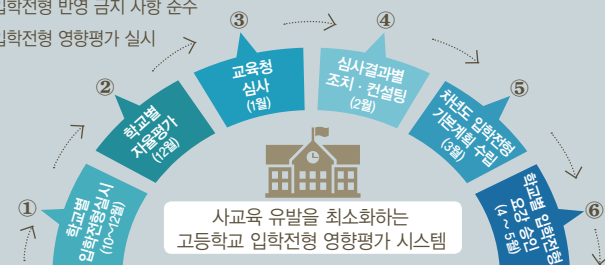 입학전형 반영 금지 사항 준수
입학전형 영향평가 실시
①
학교별
입학전형실시
(10~12월)
②
학교별
자율평가
(12월)
③
교육청
심사
(1월)
④
심사결과별
조치 · 컨설팅
(2월)
⑤
차년도 입학전형
기본계획 수립
(3월)
⑥
학교별 입학전형
요강 승인
(4 ~ 5월)
사교육 유발을 최소화하는
고등학교 입학전형 영향평가 시스템